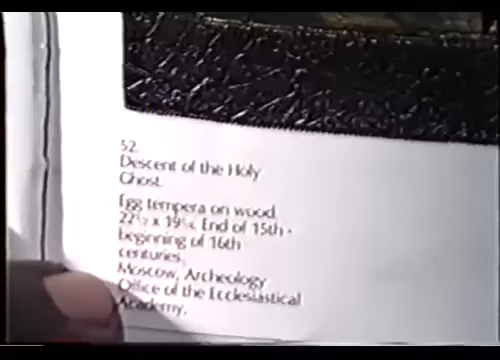 52.
Descent of the Holy
Ghost.
Egg tempera on wood.
22½ x 19¼. End of 15th -
beginning of 16th
centuries.
Moscow, Archeology
Office of the Ecclesiastical
Academy.